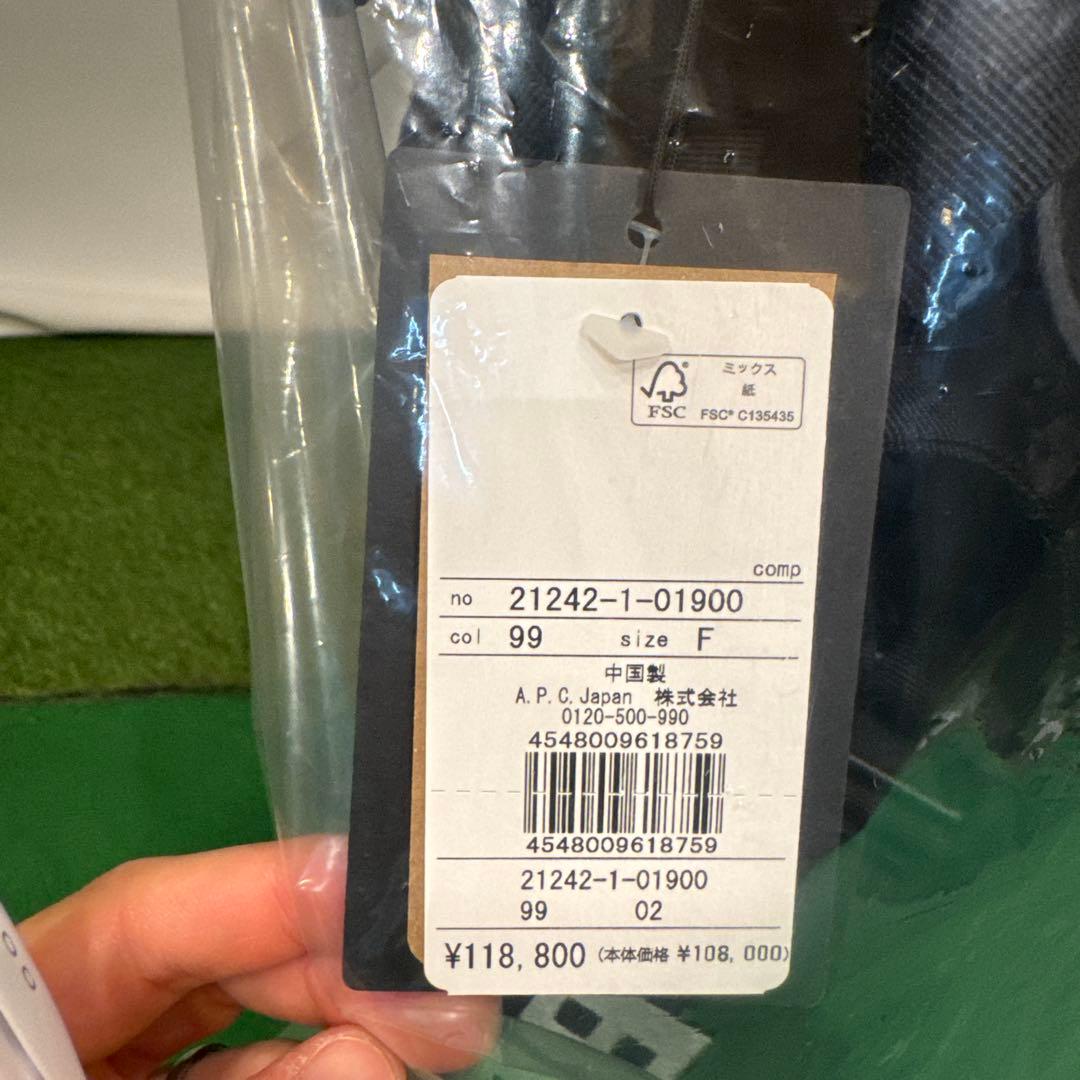 ミックス
紙
FSC® FSC® C135435
comp
no 21242-1-01900
col 99 size F
中国製
A.P.C.Japan 株式会社
0120-500-990
4548009618759
4548009618759
21242-1-01900
99 02
¥118,800 (本体価格 ¥108,000)